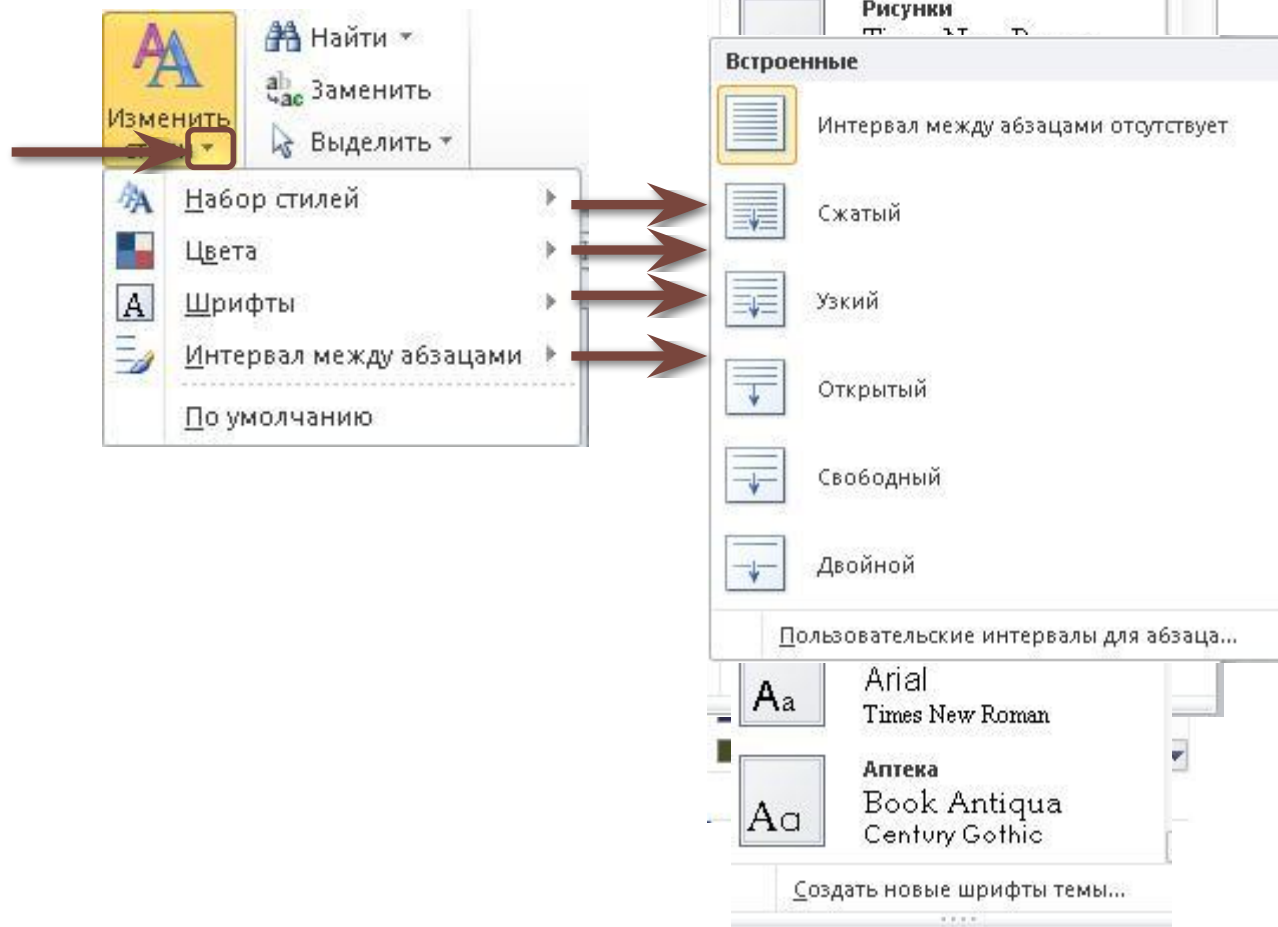 Изменить
Найти
Заменить
Выделить
Набор стилей
Цвета
Шрифты
Интервал между абзацами
По умолчанию
Рисунки
Встроенные
Интервал между абзацами отсутствует
Сжатый
Узкий
Открытый
Свободный
Двойной
Пользовательские интервалы для абзаца...
Aa
Arial
Times New Roman
Аптека
Aa
Book Antiqua
Century Gothic
Создать новые шрифты темы...